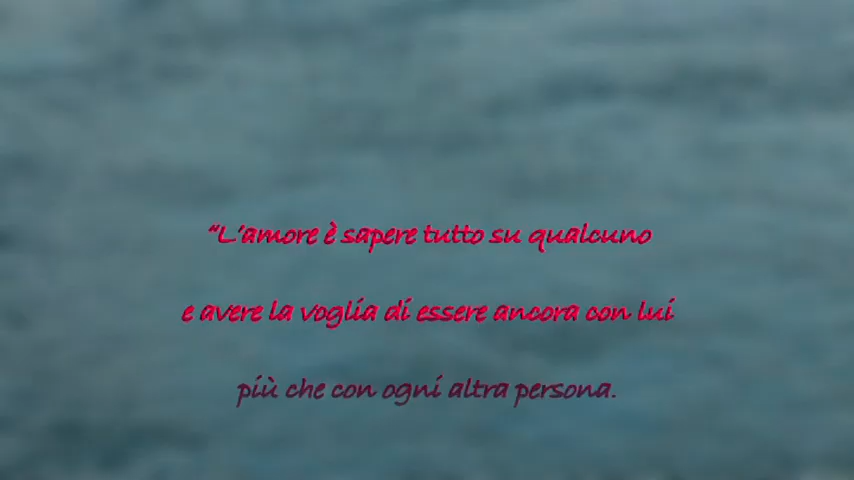 “L’amore è sapere tutto su qualcuno
e avere la voglia di essere ancora con lui
più che con ogni altra persona.